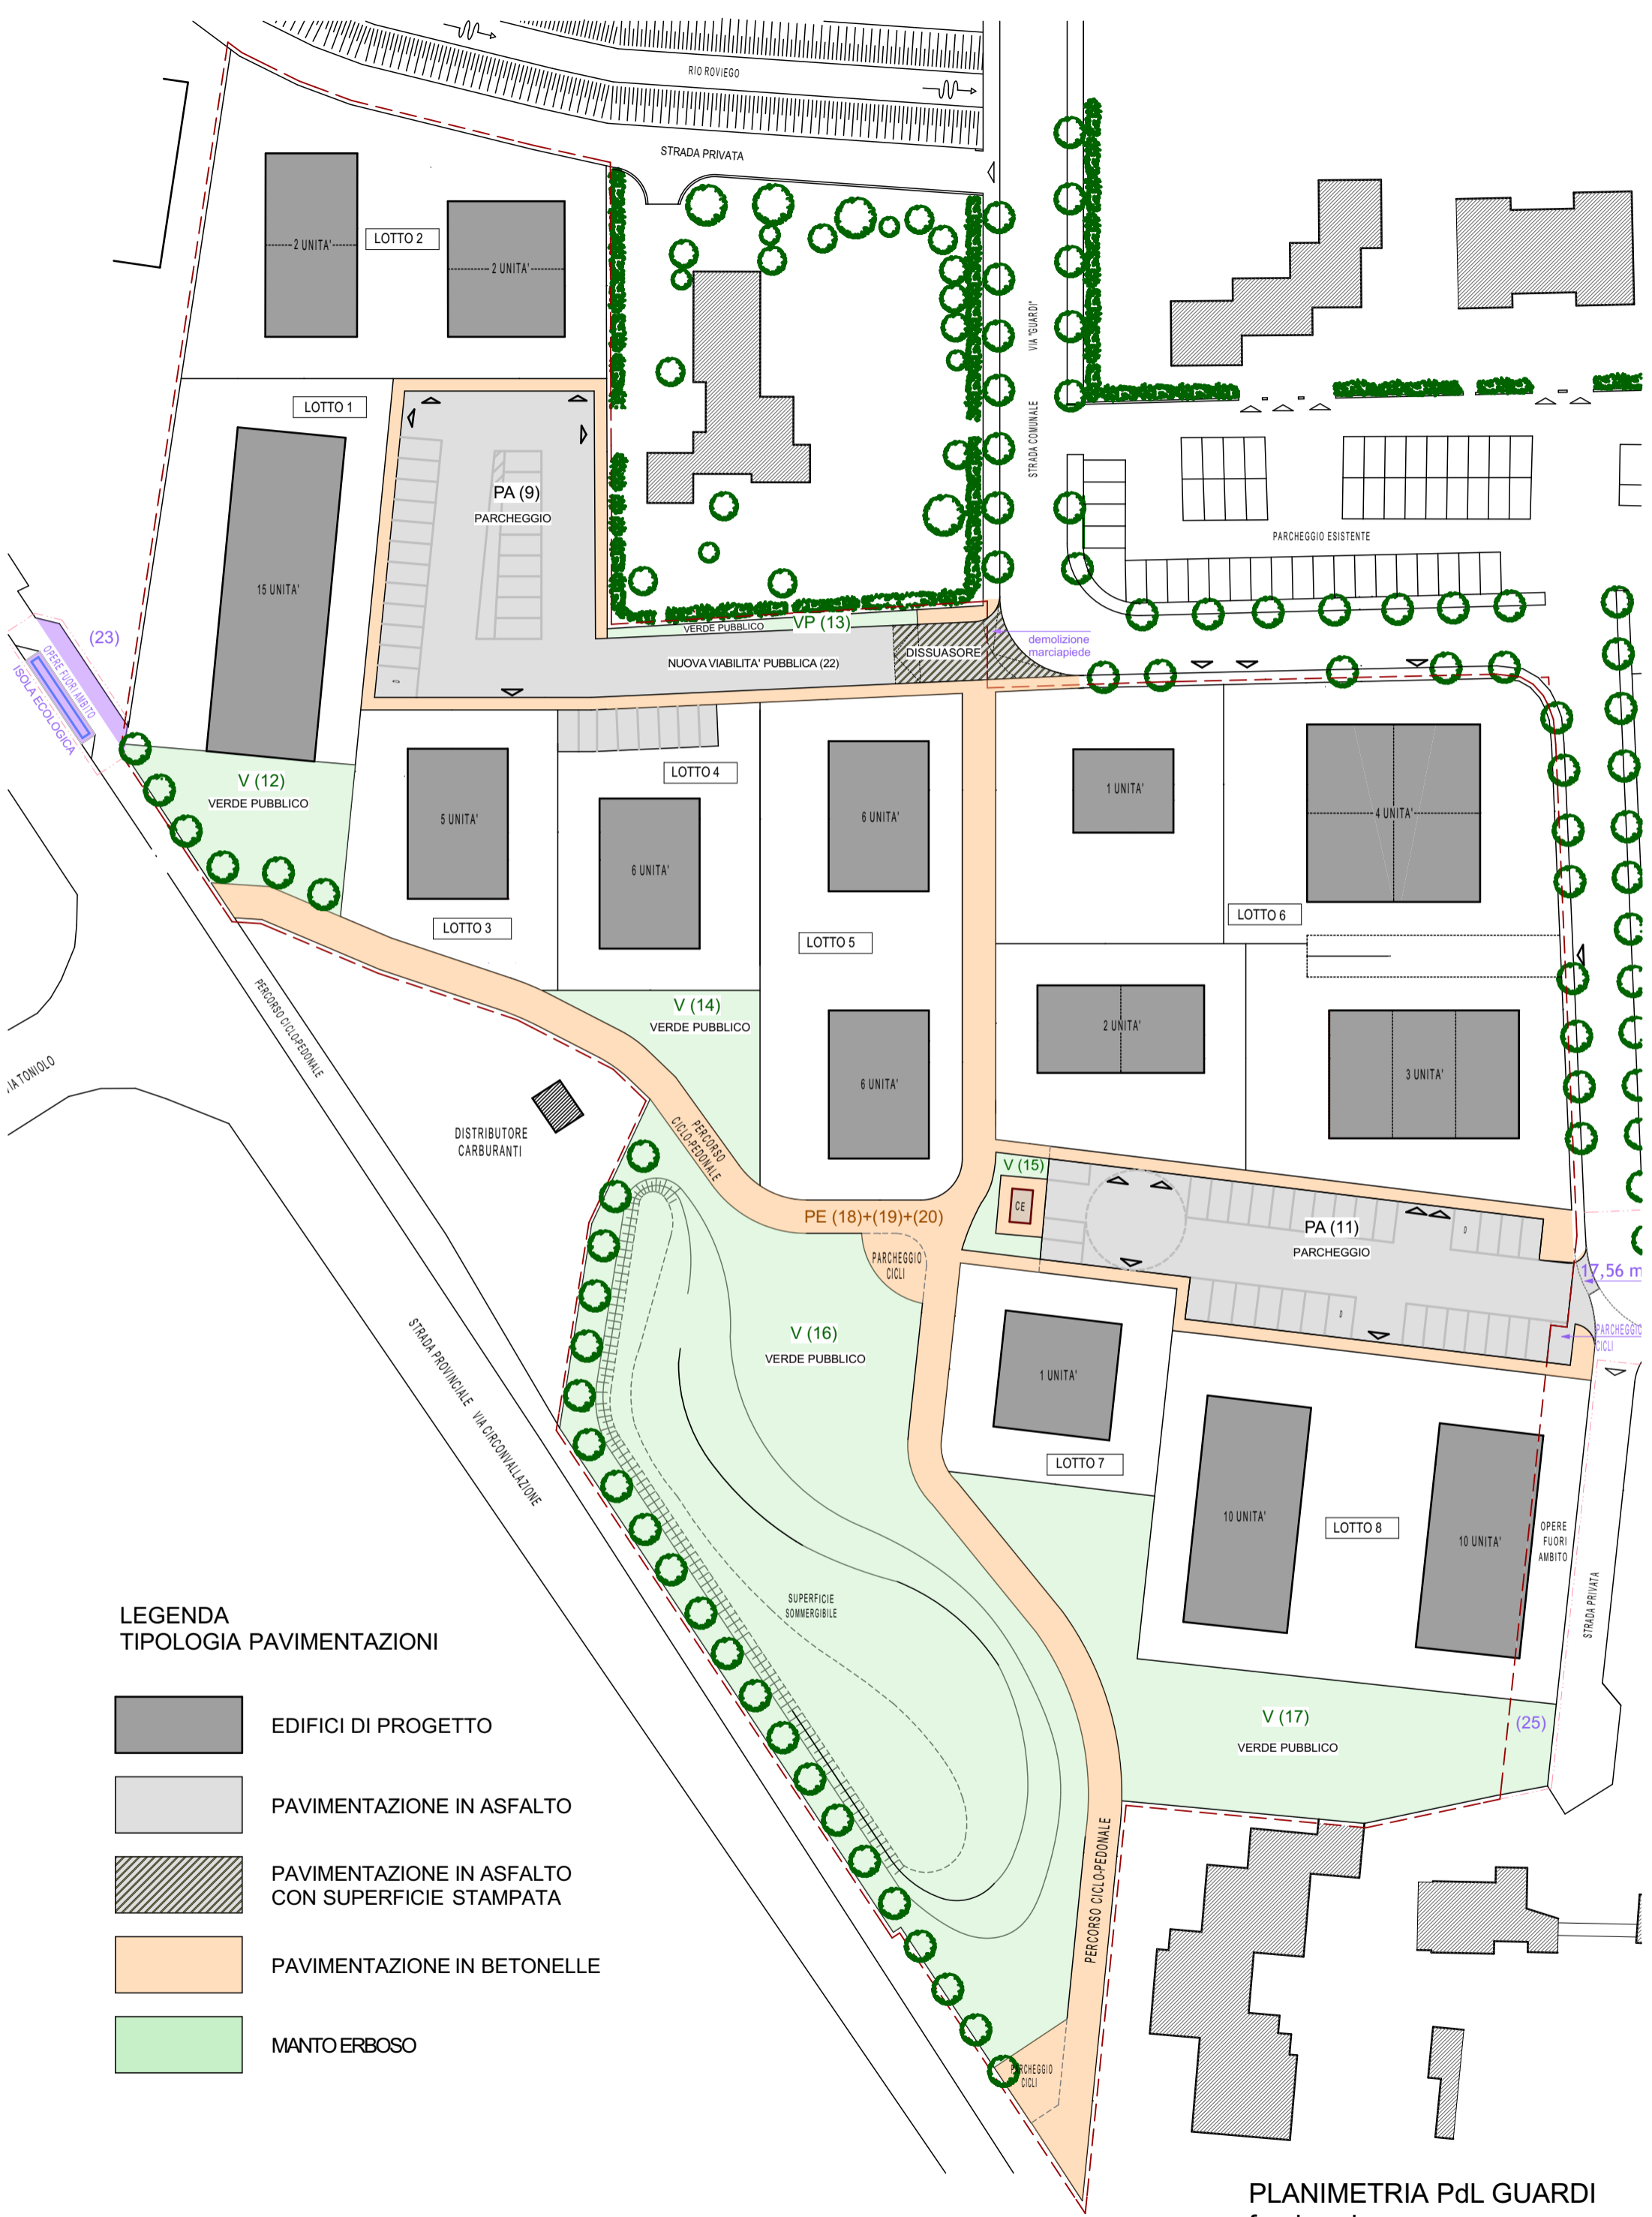 RIO ROVIEGO
STRADA PRIVATA
2 UNITA'
LOTTO 2
2 UNITA'
VIA "GUARDI"
STRADA COMUNALE
LOTTO 1
PA (9)
PARCHEGGIO
15 UNITA'
PARCHEGGIO ESISTENTE
(23)
OPERE FUORI AMBITO
ISOLA ECOLOGICA
VERDE PUBBLICO
VP (13)
demolizione
marciapiede
DISSUASORE
NUOVA VIABILITA' PUBBLICA (22)
D
V (12)
VERDE PUBBLICO
LOTTO 4
5 UNITA'
6 UNITA'
6 UNITA'
1 UNITA'
4 UNITA'
LOTTO 3
LOTTO 5
LOTTO 6
PERCORSO CICLO-PEDONALE
V (14)
VERDE PUBBLICO
2 UNITA'
3 UNITA'
6 UNITA'
VIA TONIOLO
DISTRIBUTORE
CARBURANTI
PERCORSO
CICLO-PEDONALE
V (15)
CE
PE (18)+(19)+(20)
PA (11)
PARCHEGGIO
D
D
PARCHEGGIO
CICLI
17,56 m
PARCHEGGIO
CICLI
V (16)
VERDE PUBBLICO
1 UNITA'
LOTTO 7
STRADA PROVINCIALE VIA CIRCONVALLAZIONE
10 UNITA'
LOTTO 8
10 UNITA'
OPERE
FUORI
AMBITO
STRADA PRIVATA
SUPERFICIE
SOMMERGIBILE
V (17)
VERDE PUBBLICO
(25)
PERCORSO CICLO-PEDONALE
PARCHEGGIO
CICLI
LEGENDA
TIPOLOGIA PAVIMENTAZIONI
EDIFICI DI PROGETTO
PAVIMENTAZIONE IN ASFALTO
PAVIMENTAZIONE IN ASFALTO
CON SUPERFICIE STAMPATA
PAVIMENTAZIONE IN BETONELLE
MANTO ERBOSO
PLANIMETRIA PdL GUARDI